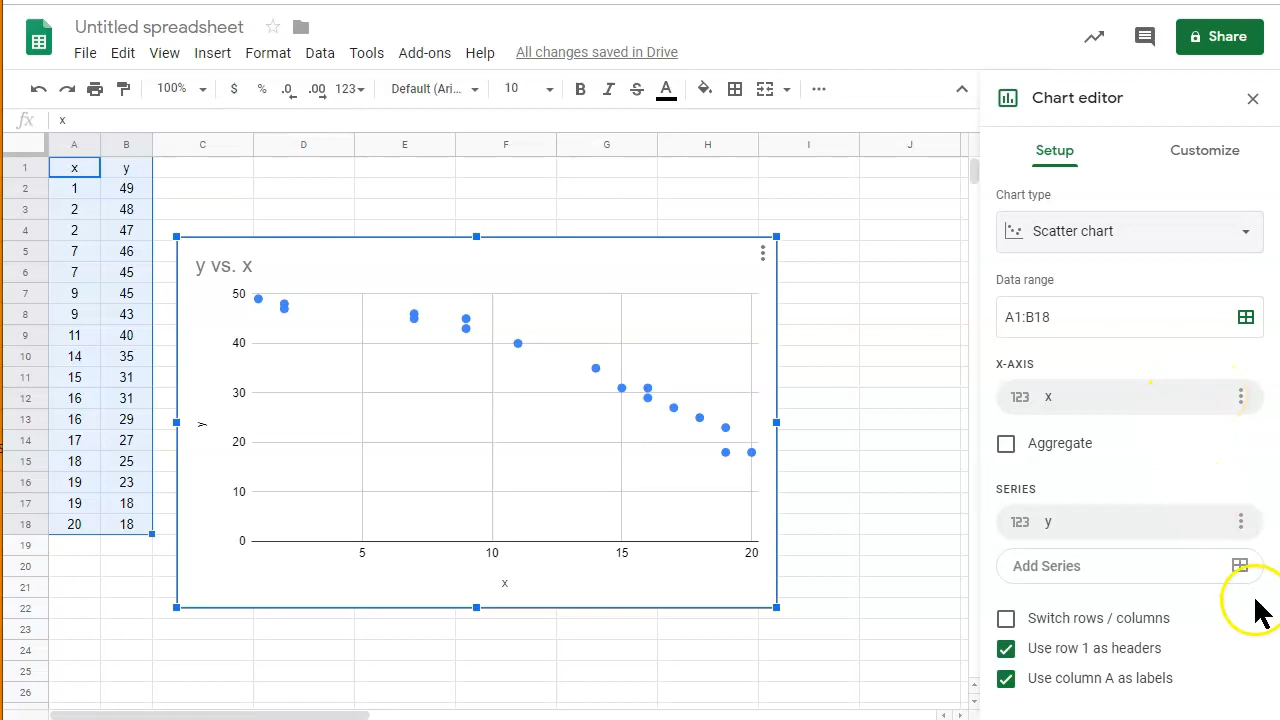 Untitled spreadsheet
File Edit View Insert Format Data Tools Add-ons Help All changes saved in Drive
Share
100% $ % .0 .00 123 Default (Ari... 10 B I S A
fx x
Chart editor
Setup Customize
A B C D E F G H I J
1 x y
2 1 49
3 2 48
4 2 47
5 7 46
6 7 45
7 9 45
8 9 43
9 11 40
10 14 35
11 15 31
12 16 31
13 16 29
14 17 27
15 18 25
16 19 23
17 19 18
18 20 18
19
20
21
22
23
24
25
26
y vs. x
50
40
30
20
10
0
y
5 10 15 20
x
Chart type
Scatter chart
Data range
A1:B18
X-AXIS
123 x
Aggregate
SERIES
123 y
Add Series
Switch rows / columns
Use row 1 as headers
Use column A as labels